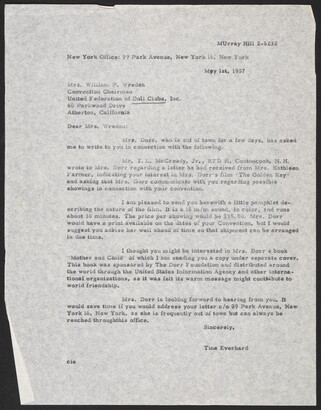 MUrray Hill 2-5232
New York Office: 99 Park Avenue, New York 16, New York
May 1st, 1957
Mrs. William P. Wreden
Convention Chairman
United Federation of Doll Clubs, Inc.
60 Parkwood Drive
Atherton, California
Dear Mrs. Wreden:
Mrs. Dorr, who is out of town for a few days, has asked
me to write to you in connection with the following.
Mr. McCready, Jr., RFD #1, Contoocook, N. H.
wrote to Mrs. Dorr regarding a letter he had received from Mrs. Kathleen
Farmer, indicating your interest in Mrs. Dorr's film "The Golden Key"
and asking that Mrs. Dorr communicate with you regarding possible
showings in connection with your convention.
I am pleased to send you herewith a little pamphlet de-
scribing the nature of the film. It is a 16 m/m sound, in color, and runs
about 30 minutes. The price per showing would be $15.00. Mrs. Dorr
would have a print available on the dates of your Convention, but I would
suggest you advise her well ahead of time so that shipment can be arranged
in due time.
I thought you might be interested in Mrs. Dorr's book
"Mother and Child" of which I am sending you a copy under separate cover.
This book was sponsored by The Dorr Foundation and distributed around
the world through the United States Information Agency and other interna-
tional organizations, as it was felt its warm message might contribute to
world friendship.
Mrs. Dorr is looking forward to hearing from you. It
would save time if you would address your letter c/o 99 Park Avenue, New
York 16, New York, as she is frequently out of town but can always be
reached through this office.
Sincerely,
Tina Everhard